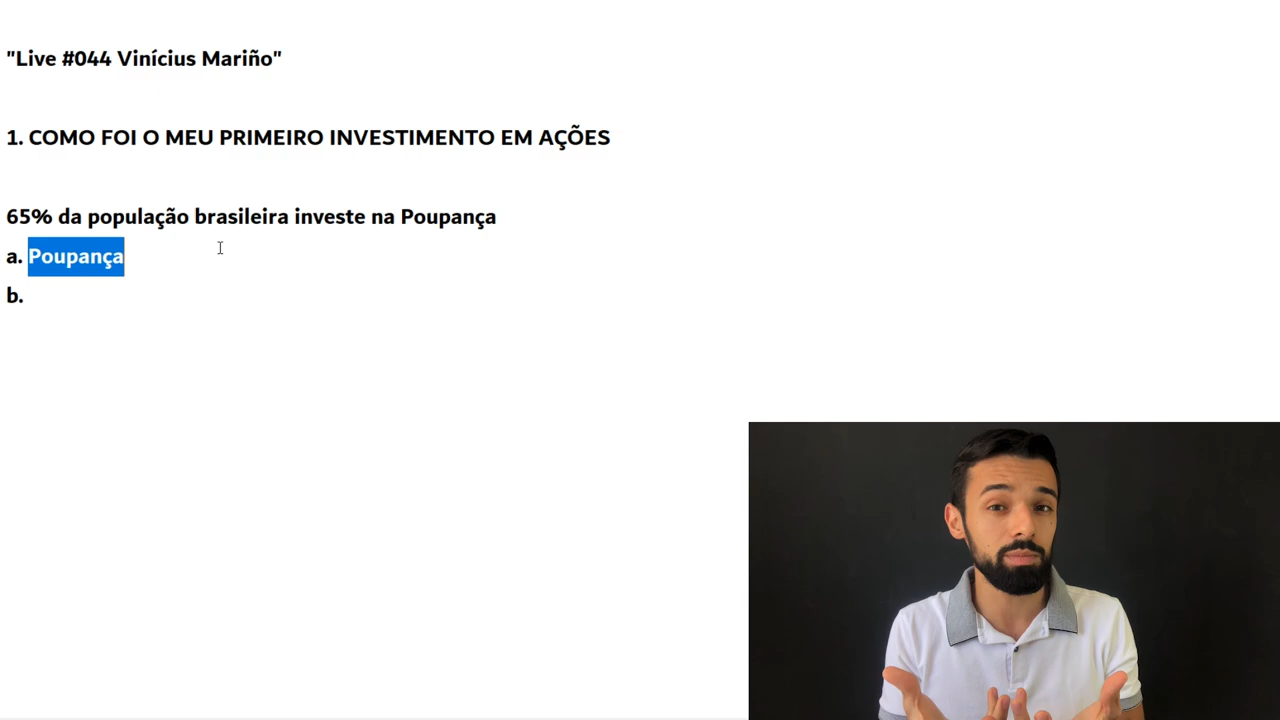 "Live #044 Vinícius Mariño"
1. COMO FOI O MEU PRIMEIRO INVESTIMENTO EM AÇÕES
65% da população brasileira investe na Poupança
a. Poupança
b.